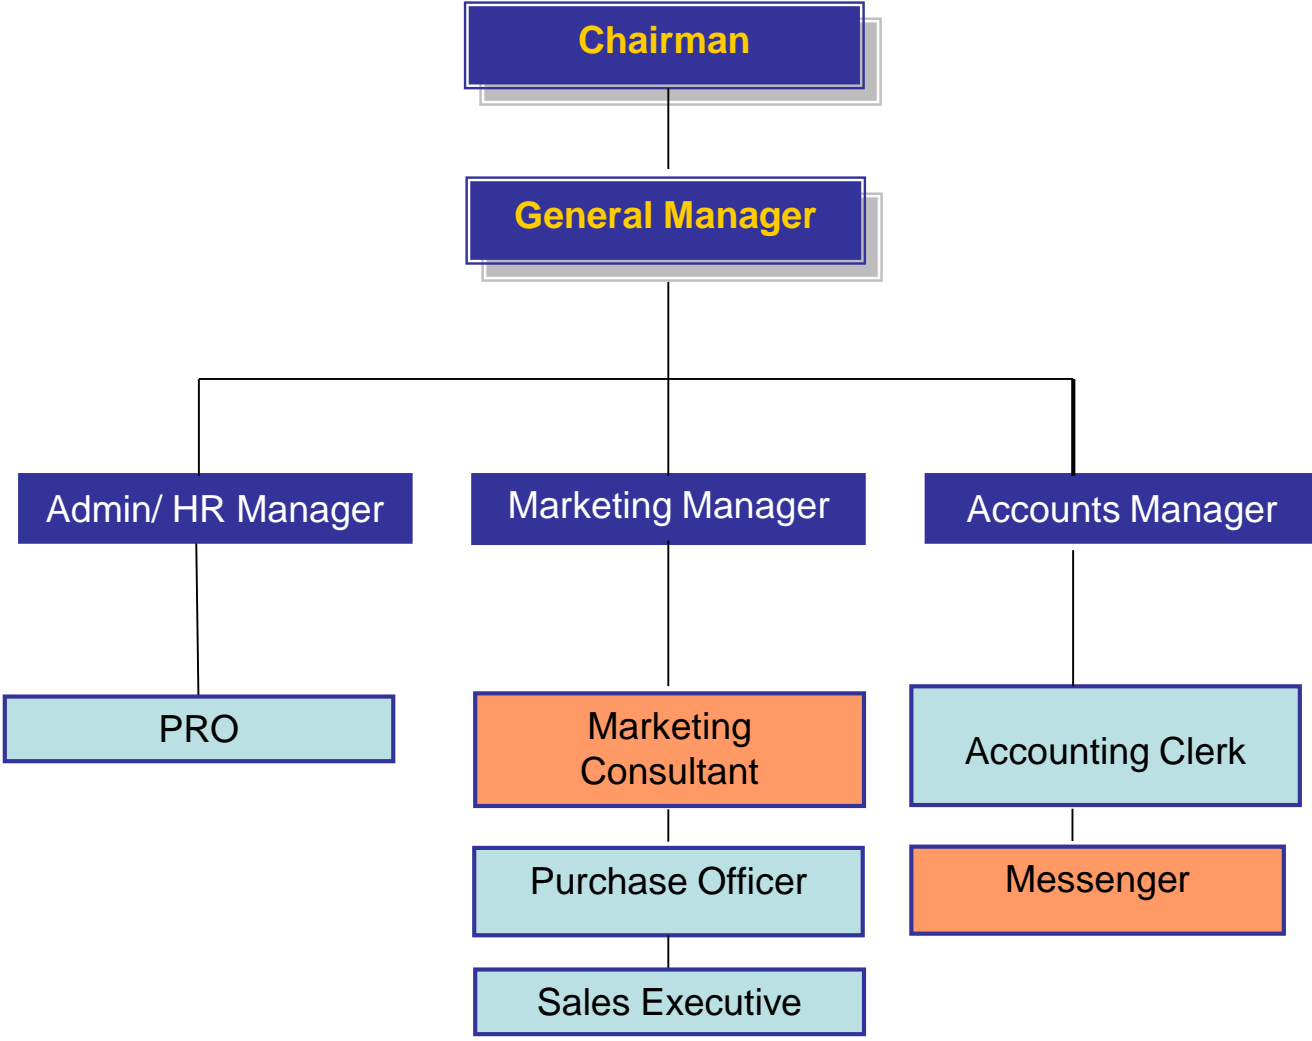 Chairman
General Manager
Admin/ HR Manager
Marketing Manager
Accounts Manager
PRO
Marketing
Consultant
Accounting Clerk
Purchase Officer
Messenger
Sales Executive